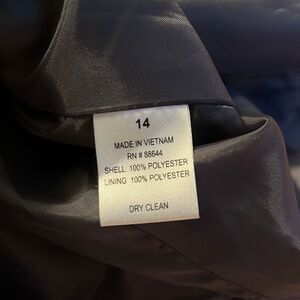 14
MADE IN VIETNAM
RN # 88644
SHELL: 100% POLYESTER
LINING: 100% POLYESTER
DRY CLEAN